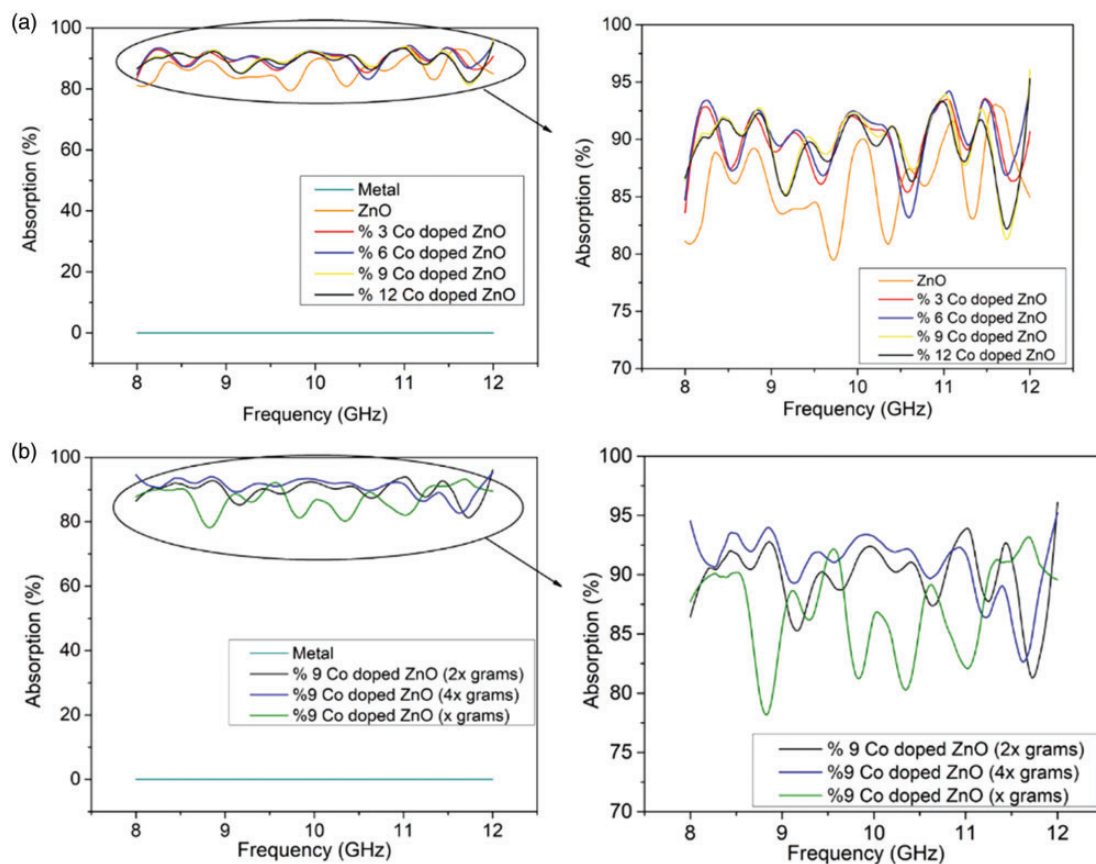 (a)
100
80
60
40
20
0
Absorption (%)
Metal
ZnO
% 3 Co doped ZnO
% 6 Co doped ZnO
% 9 Co doped ZnO
% 12 Co doped ZnO
8 9 10 11 12
Frequency (GHz)
100
95
90
85
80
75
70
Absorption (%)
ZnO
% 3 Co doped ZnO
% 6 Co doped ZnO
% 9 Co doped ZnO
% 12 Co doped ZnO
8 9 10 11 12
Frequency (GHz)
(b)
100
80
60
40
20
0
Absorption (%)
Metal
% 9 Co doped ZnO (2x grams)
%9 Co doped ZnO (4x grams)
%9 Co doped ZnO (x grams)
8 9 10 11 12
Frequency (GHz)
100
95
90
85
80
75
70
Absorption (%)
% 9 Co doped ZnO (2x grams)
%9 Co doped ZnO (4x grams)
%9 Co doped ZnO (x grams)
8 9 10 11 12
Frequency (GHz)